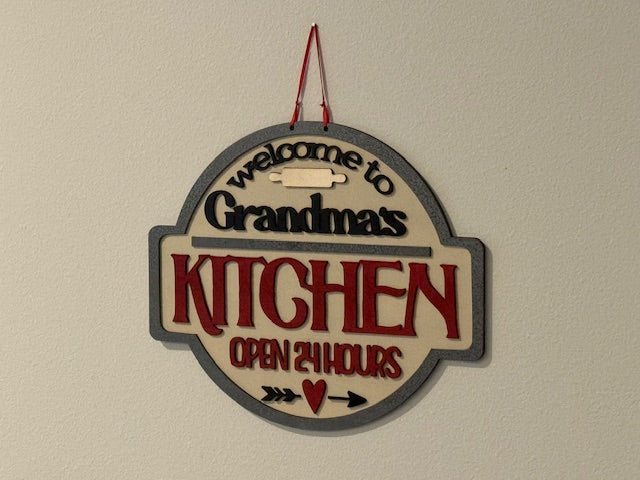 welcome to
Grandma's
KITCHEN
OPEN 24 HOURS